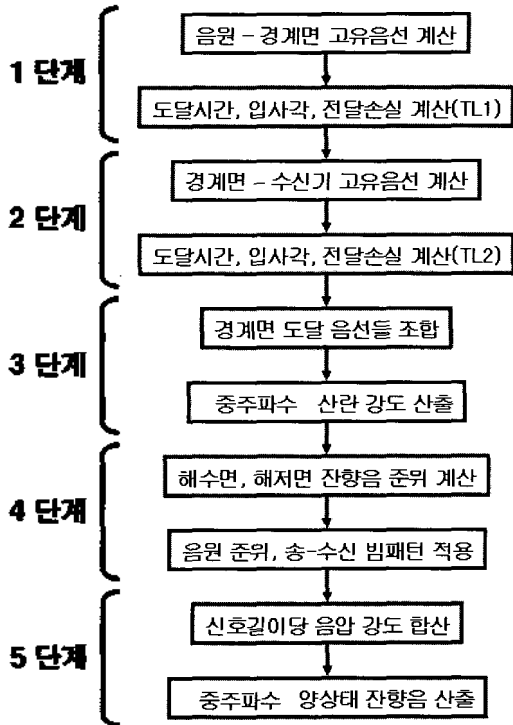 1 단계
음원 - 경계면 고유음선 계산
도달시간, 입사각, 전달손실 계산(TL1)
2 단계
경계면 - 수신기 고유음선 계산
도달시간, 입사각, 전달손실 계산(TL2)
3 단계
경계면 도달 음선들 조합
중주파수 산란 강도 산출
4 단계
해수면, 해저면 잔향음 준위 계산
음원 준위, 송-수신 빔패턴 적용
5 단계
신호길이당 음압 강도 합산
중주파수 양상태 잔향음 산출